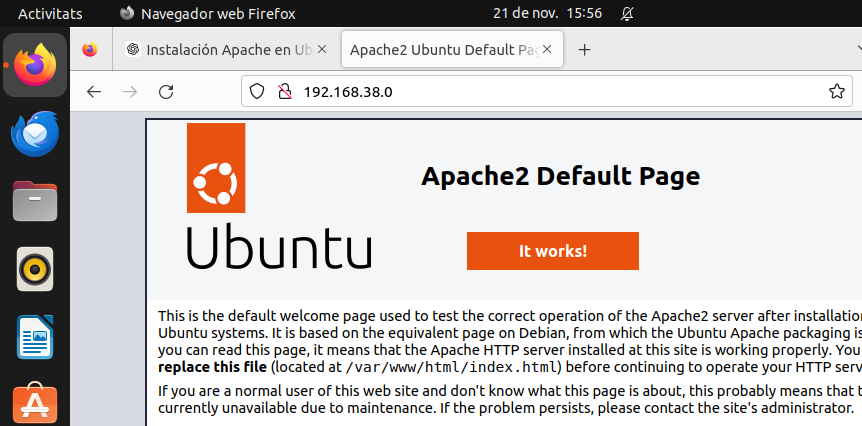 Activitats Navegador web Firefox 21 de nov. 15:56
Instalación Apache en Ub Apache2 Ubuntu Default Pag
192.168.38.0
Apache2 Default Page
Ubuntu
It works!
This is the default welcome page used to test the correct operation of the Apache2 server after installation
Ubuntu systems. It is based on the equivalent page on Debian, from which the Ubuntu Apache packaging is
you can read this page, it means that the Apache HTTP server installed at this site is working properly. You
replace this file (located at /var/www/html/index.html) before continuing to operate your HTTP serv
If you are a normal user of this web site and don't know what this page is about, this probably means that t
currently unavailable due to maintenance. If the problem persists, please contact the site's administrator.